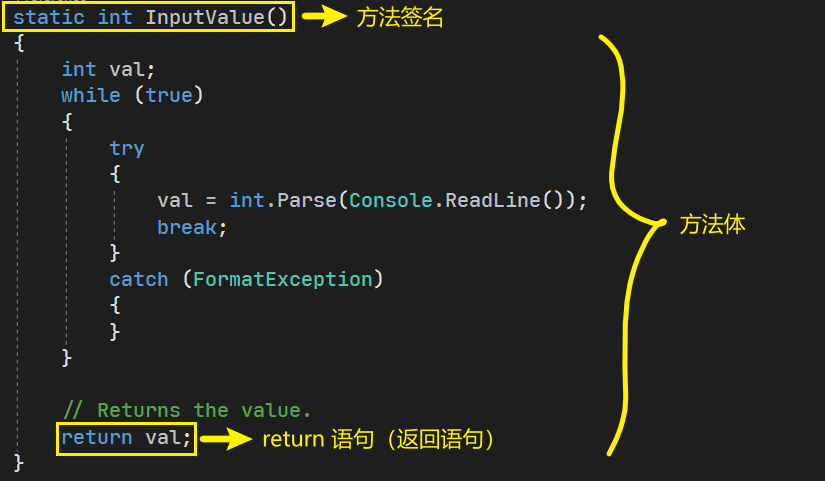 static int InputValue() 方法签名
{
int val;
while (true)
{
try
{
val = int.Parse(Console.ReadLine());
break;
} 方法体
catch (FormatException)
{
}
}
// Returns the value.
return val; return 语句（返回语句）
}